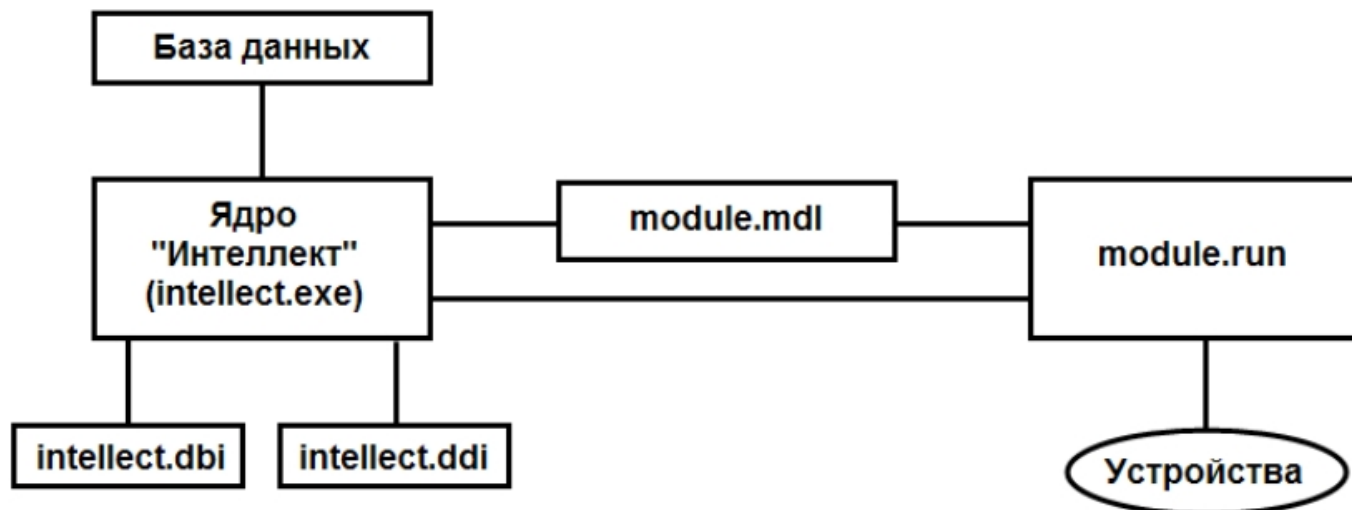 База данных
Ядро
"Интеллект"
(intellect.exe)
module.mdl
module.run
intellect.dbi
intellect.ddi
Устройства